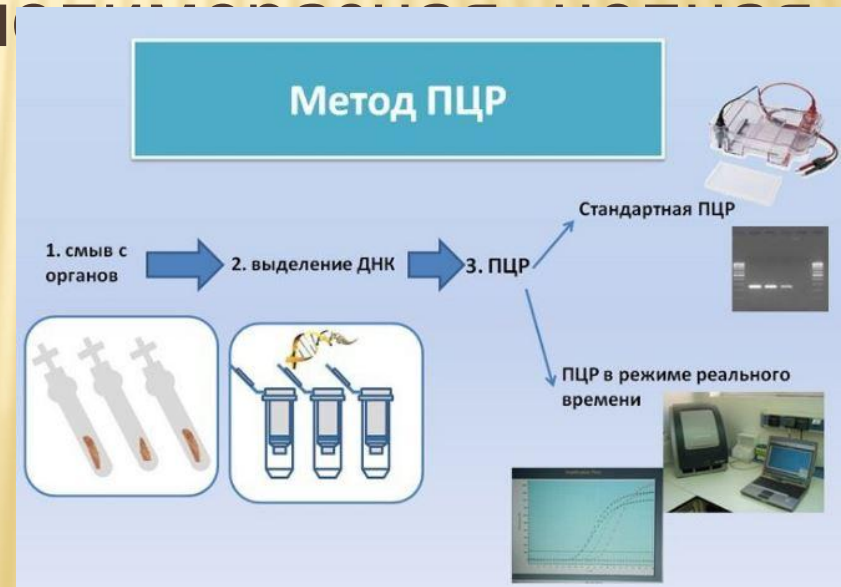 Метод ПЦР
Стандартная ПЦР
1. смыв с
органов
2. выделение ДНК
3. ПЦР
ПЦР в режиме реального
времени